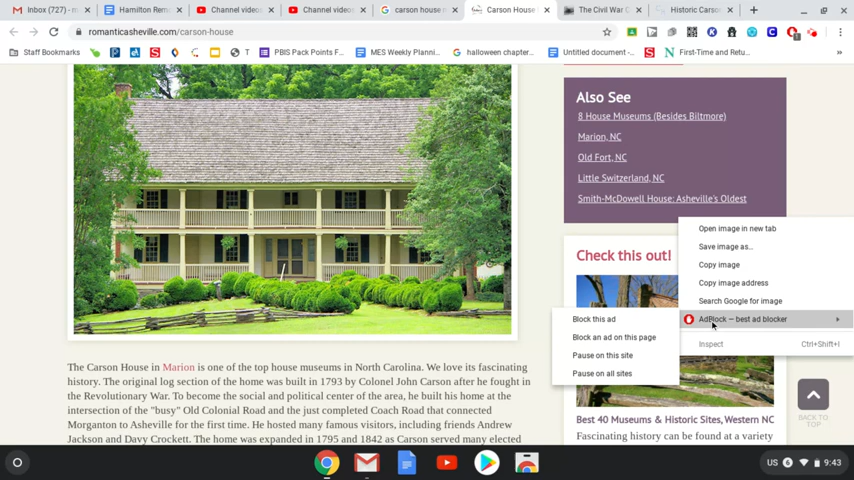 Inbox (727) - m
Hamilton Rem
Channel videos
Channel videos
carson house m
Carson House
The Civil War C
Historic Carson
romanticasheville.com/carson-house
Staff Bookmarks
T
PBIS Pack Points F...
MES Weekly Planni...
halloween chapter...
Untitled document -...
First-Time and Retu...
Also See
8 House Museums (Besides Biltmore)
Marion, NC
Old Fort, NC
Little Switzerland, NC
Smith-McDowell House: Asheville's Oldest
Check this out!
Open image in new tab
Save image as...
Copy image
Copy image address
Search Google for image
AdBlock — best ad blocker
Inspect Ctrl+Shift+I
Block this ad
Block an ad on this page
Pause on this site
Pause on all sites
The Carson House in Marion is one of the top house museums in North Carolina. We love its fascinating
history. The original log section of the home was built in 1793 by Colonel John Carson after he fought in
the Revolutionary War. To become the social and political center of the area, he built his home at the
intersection of the "busy" Old Colonial Road and the just completed Coach Road that connected
Morganton to Asheville for the first time. He hosted many famous visitors, including friends Andrew
Jackson and Davy Crockett. The home was expanded in 1795 and 1842 as Carson served many elected
Best 40 Museums & Historic Sites, Western NC
Fascinating history can be found at a variety
BACK TO
TOP
US 6 9:43